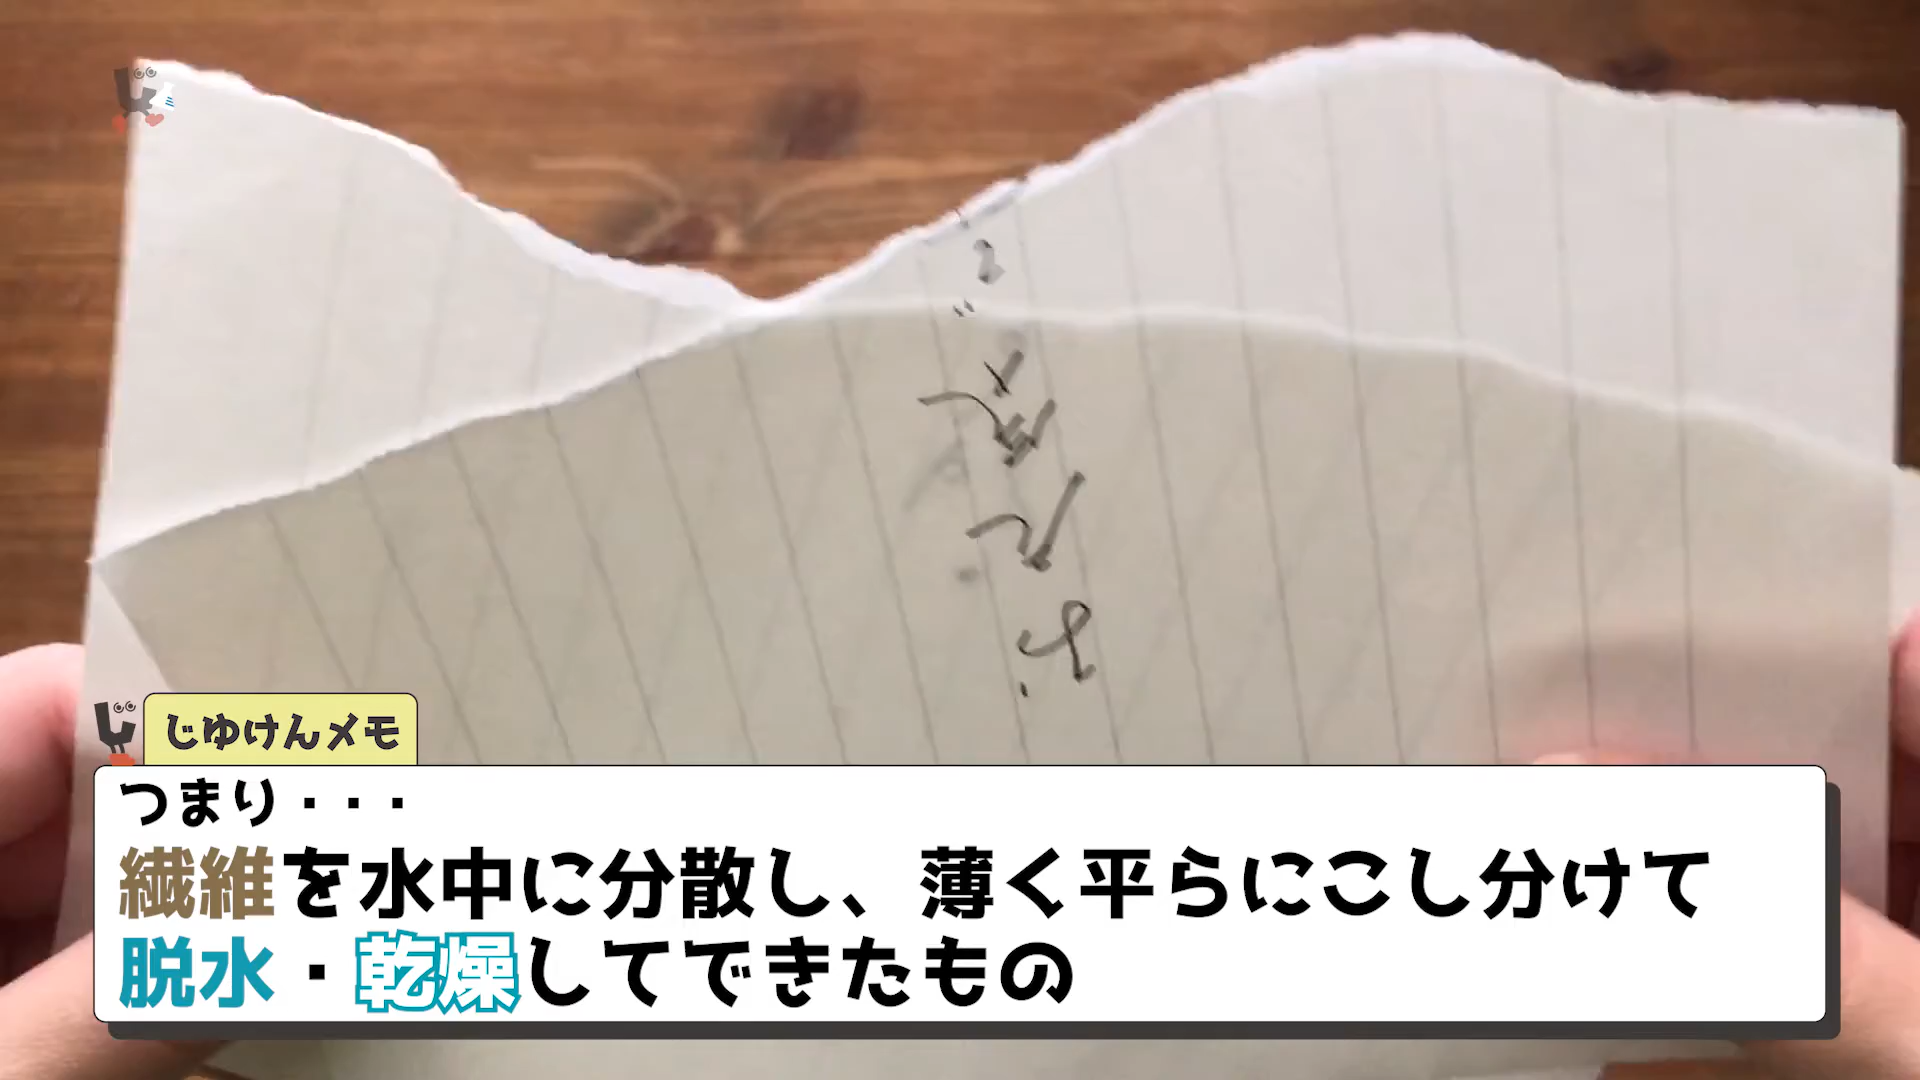 じゆけんメモ
つまり・・・
繊維を水中に分散し、薄く平らにこし分けて
脱水・乾燥してできたもの